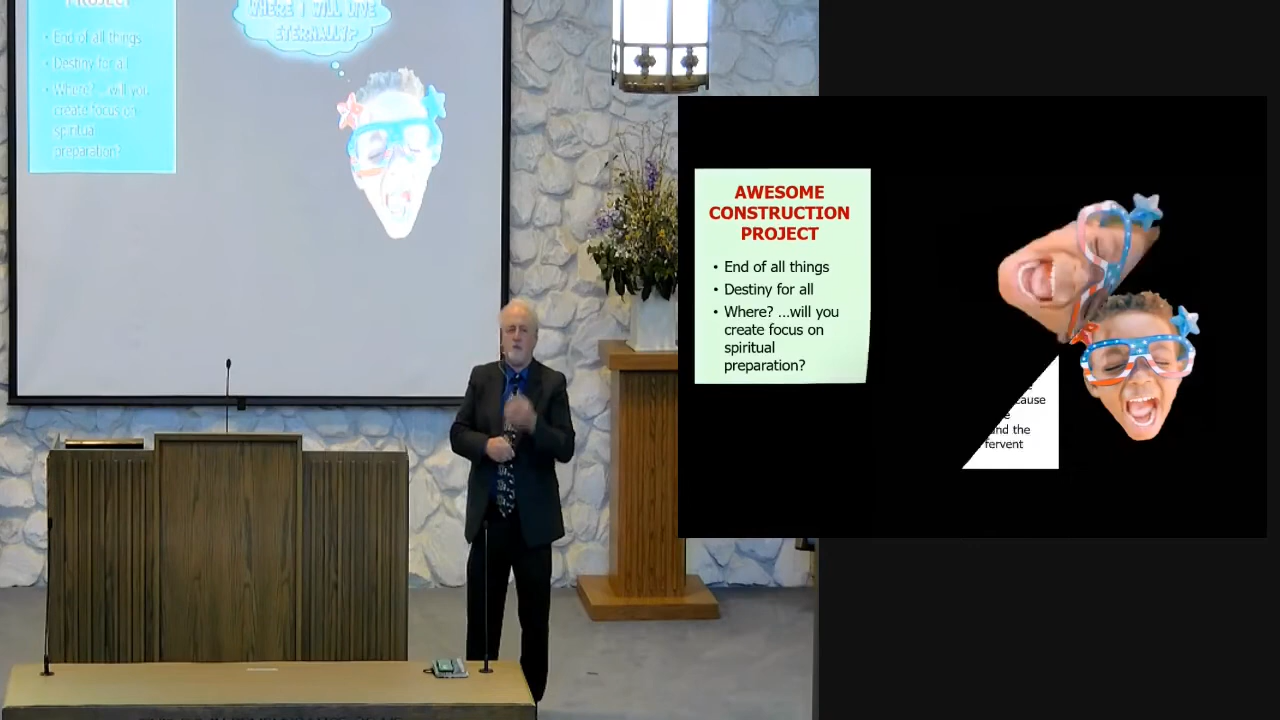 PROJECT
• End of all things
• Destiny for all
• Where? ...will you
create focus on
spiritual
preparation?
WHERE I WILL LIVE
ETERNALLY?
AWESOME
CONSTRUCTION
PROJECT
• End of all things
• Destiny for all
• Where? ...will you
create focus on
spiritual
preparation?
and the
fervent